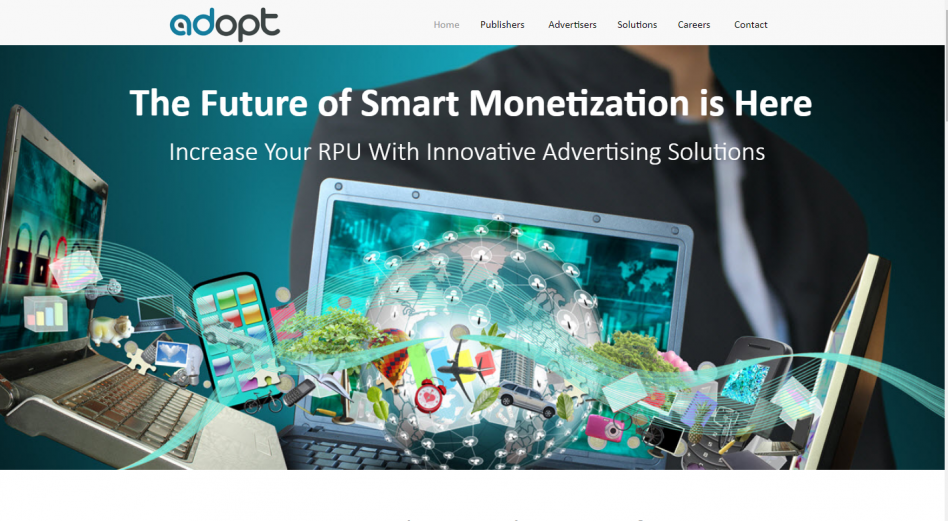 adopt
Home Publishers Advertisers Solutions Careers Contact
The Future of Smart Monetization is Here
Increase Your RPU With Innovative Advertising Solutions